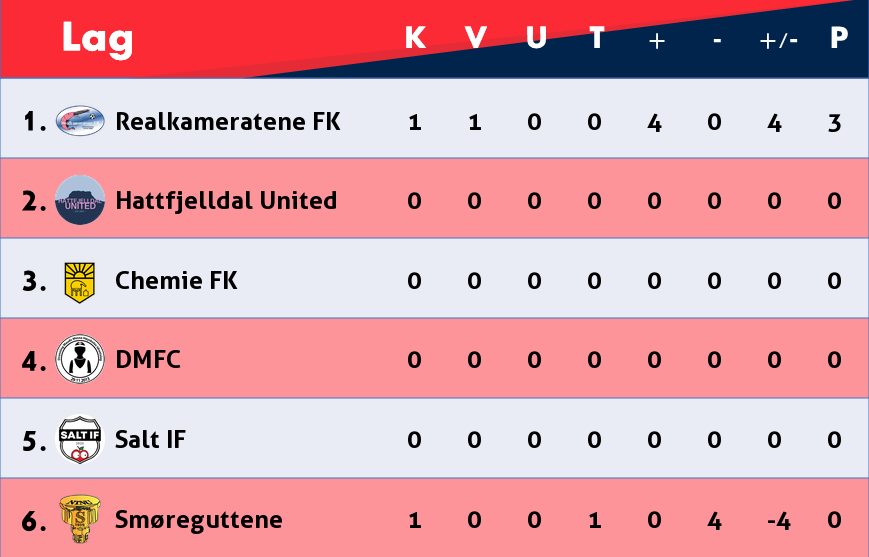 Lag K V U T + - +/- P
1. Realkameratene FK 1 1 0 0 4 0 4 3
2. HATTFJELLDAL UNITED Hattfjelldal United 0 0 0 0 0 0 0 0
3. Chemie FK 0 0 0 0 0 0 0 0
4. DMFC 0 0 0 0 0 0 0 0
5. SALT IF Salt IF 0 0 0 0 0 0 0 0
6. NTNU S Smøreguttene 1 0 0 1 0 4 -4 0